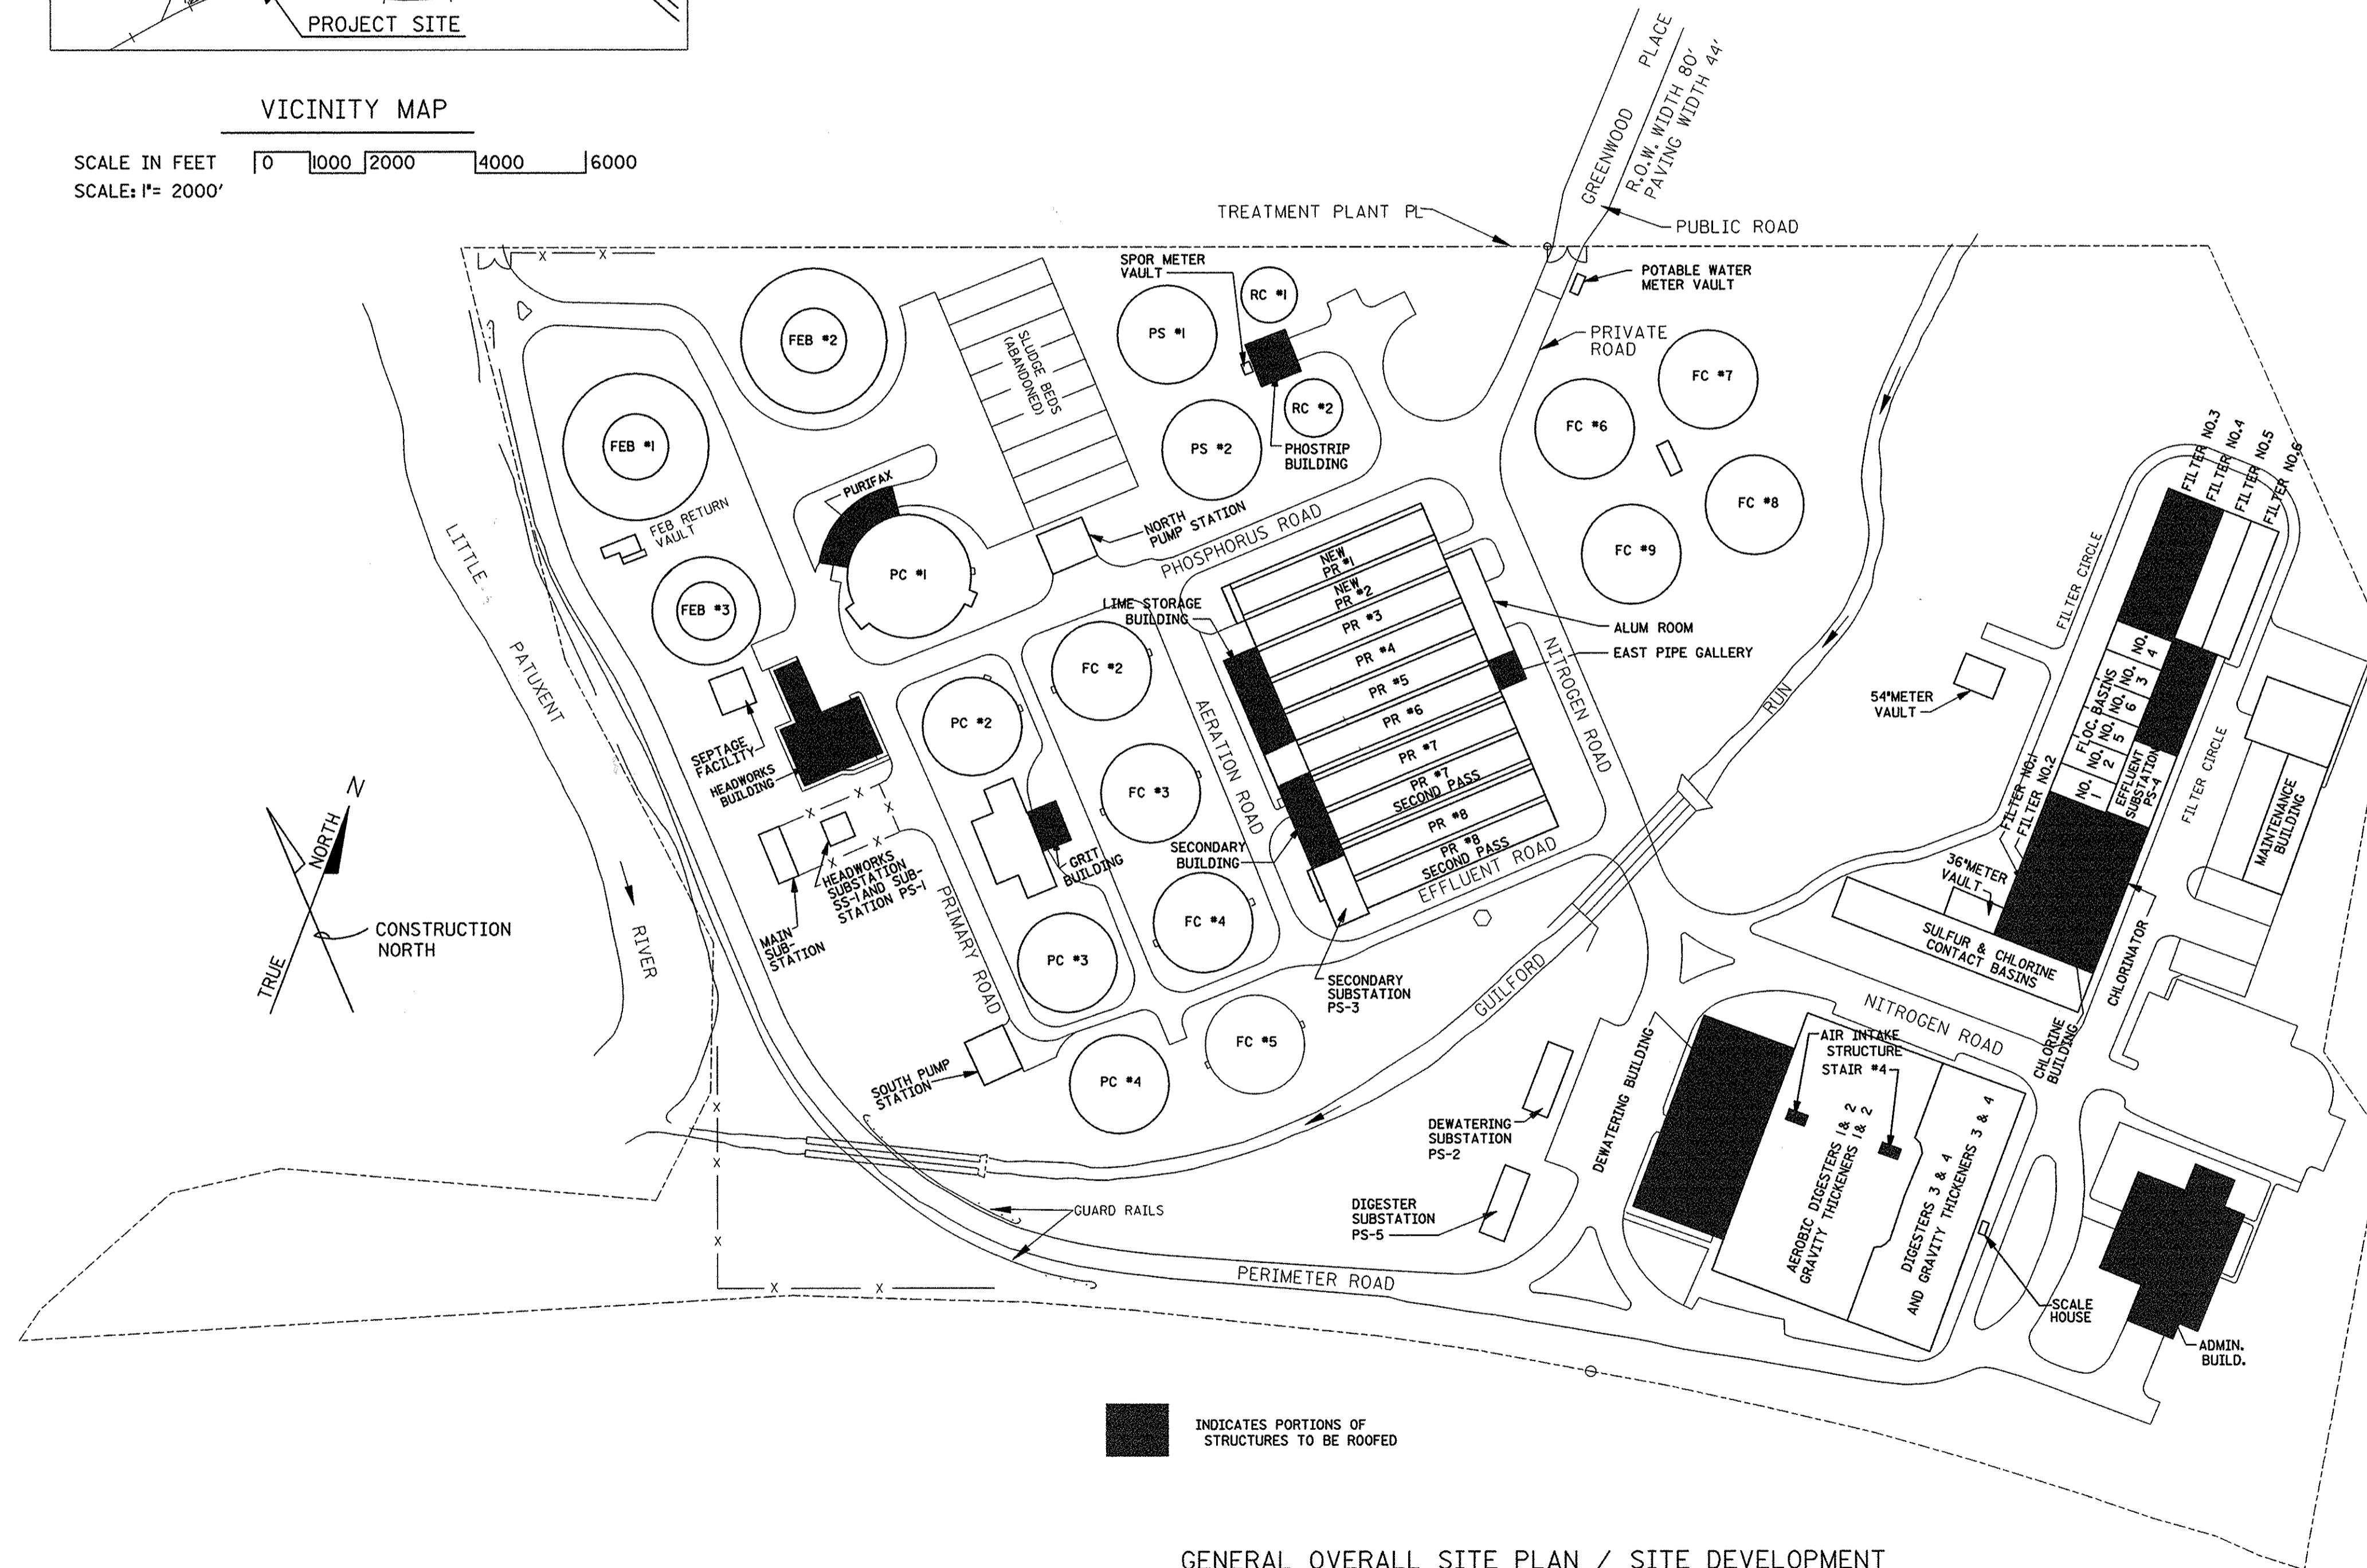 PROJECT SITE
VICINITY MAP
SCALE IN FEET 0 1000 2000 4000 6000
SCALE: 1"= 2000'
GREENWOOD PLACE
R.O.W. WIDTH 80'
PAVING WIDTH 44'
TREATMENT PLANT PL
PUBLIC ROAD
SPOR METER
VAULT
POTABLE WATER
METER VAULT
PRIVATE
ROAD
FEB #2
FEB #1
FEB #3
FEB RETURN
VAULT
SLUDGE BEDS
(ABANDONED)
PS #1
PS #2
RC #1
RC #2
PHOSTRIP
BUILDING
FC #6
FC #7
FC #8
FC #9
PURIFAX
PC #1
NORTH
PUMP STATION
PHOSPHORUS ROAD
LIME STORAGE
BUILDING
NEW
PR #1
NEW
PR #2
PR #3
PR #4
PR #5
PR #6
PR #7
PR #7
SECOND PASS
PR #8
PR #8
SECOND PASS
ALUM ROOM
EAST PIPE GALLERY
NITROGEN ROAD
EFFLUENT ROAD
AERATION ROAD
SECONDARY
BUILDING
SECONDARY
SUBSTATION
PS-3
FC #2
FC #3
FC #4
FC #5
PC #2
PC #3
PC #4
GRIT
BUILDING
PRIMARY ROAD
SEPTAGE
FACILITY
HEADWORKS
BUILDING
HEADWORKS
SUBSTATION
SS-1 AND SUB-
STATION PS-1
MAIN
SUB-
STATION
SOUTH PUMP
STATION
LITTLE
PATUXENT
RIVER
N
TRUE NORTH
CONSTRUCTION
NORTH
GUILFORD RUN
GUARD RAILS
PERIMETER ROAD
DEWATERING
SUBSTATION
PS-2
DIGESTER
SUBSTATION
PS-5
DEWATERING BUILDING
AIR INTAKE
STRUCTURE
STAIR #4
AEROBIC DIGESTERS 1 & 2
GRAVITY THICKENERS 1 & 2
DIGESTERS 3 & 4
AND GRAVITY THICKENERS 3 & 4
SCALE
HOUSE
ADMIN.
BUILD.
FILTER NO.3
FILTER NO.4
FILTER NO.5
FILTER NO.6
FILTER CIRCLE
54"METER
VAULT
FLOC. BASINS
NO. 1
NO. 2
NO. 5
NO. 6
NO. 3
NO. 4
EFFLUENT
SUBSTATION
PS-4
FILTER NO.1
FILTER NO.2
FILTER CIRCLE
MAINTENANCE
BUILDING
36"METER
VAULT
SULFUR & CHLORINE
CONTACT BASINS
CHLORINATOR
CHLORINE
BUILDING
NITROGEN ROAD
INDICATES PORTIONS OF
STRUCTURES TO BE ROOFED
GENERAL OVERALL SITE PLAN / SITE DEVELOPMENT